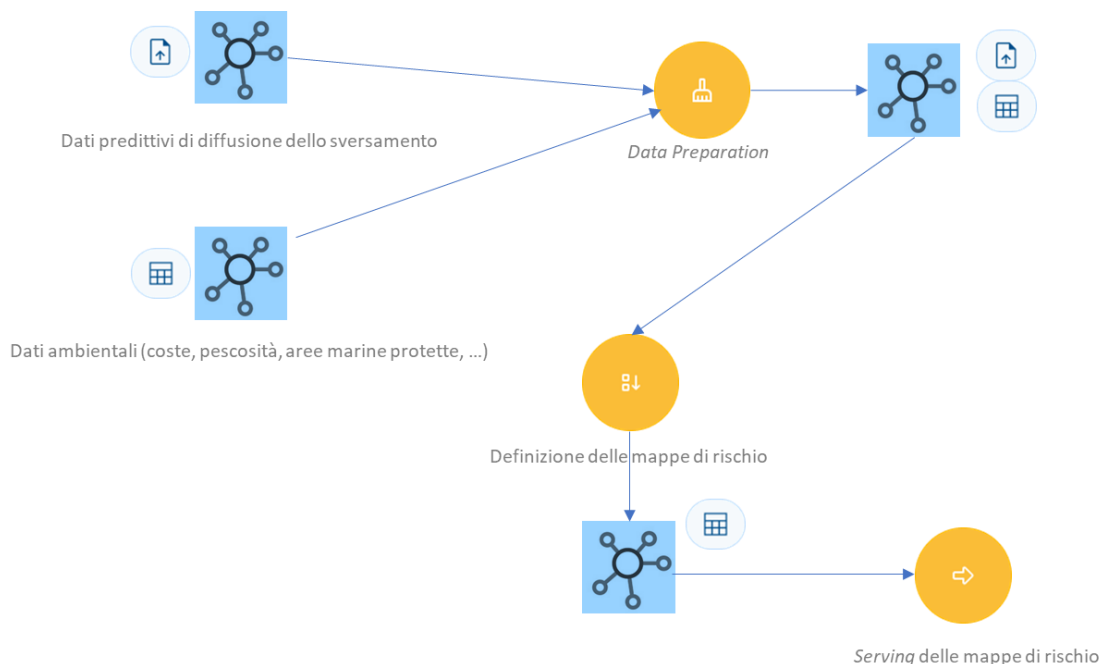 Dati predittivi di diffusione dello sversamento
Data Preparation
Dati ambientali (coste, pescosità, aree marine protette, ...)
Definizione delle mappe di rischio
Serving delle mappe di rischio